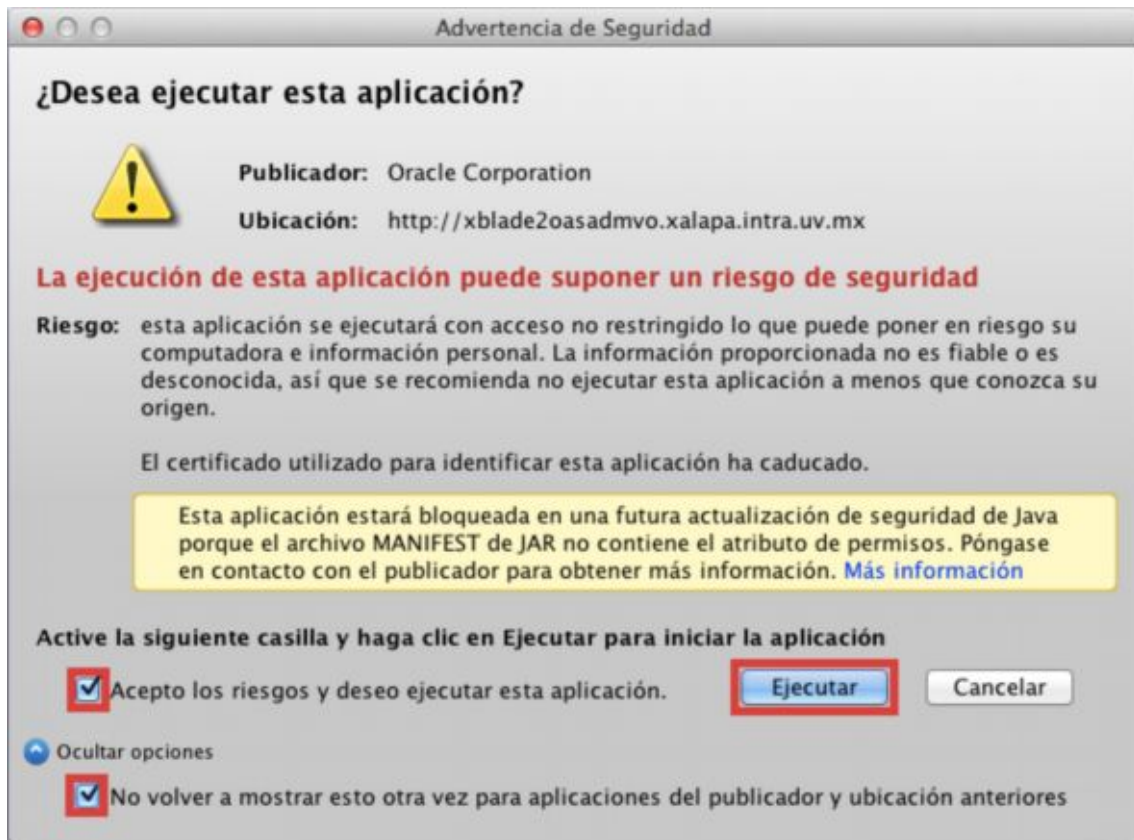 Advertencia de Seguridad
¿Desea ejecutar esta aplicación?
Publicador: Oracle Corporation
Ubicación: http://xblade2oasadmvo.xalapa.intra.uv.mx
La ejecución de esta aplicación puede suponer un riesgo de seguridad
Riesgo: esta aplicación se ejecutará con acceso no restringido lo que puede poner en riesgo su
computadora e información personal. La información proporcionada no es fiable o es
desconocida, así que se recomienda no ejecutar esta aplicación a menos que conozca su
origen.
El certificado utilizado para identificar esta aplicación ha caducado.
Esta aplicación estará bloqueada en una futura actualización de seguridad de Java
porque el archivo MANIFEST de JAR no contiene el atributo de permisos. Póngase
en contacto con el publicador para obtener más información. Más información
Active la siguiente casilla y haga clic en Ejecutar para iniciar la aplicación
Acepto los riesgos y deseo ejecutar esta aplicación. Ejecutar Cancelar
Ocultar opciones
No volver a mostrar esto otra vez para aplicaciones del publicador y ubicación anteriores